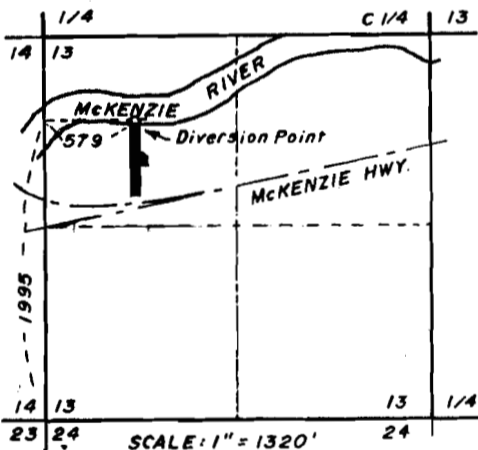 1/4 C 1/4 13
14 13
RIVER
McKENZIE
579 Diversion Point
McKENZIE HWY.
1995
14 13 13 1/4
23 24 24
SCALE: 1" = 1320'